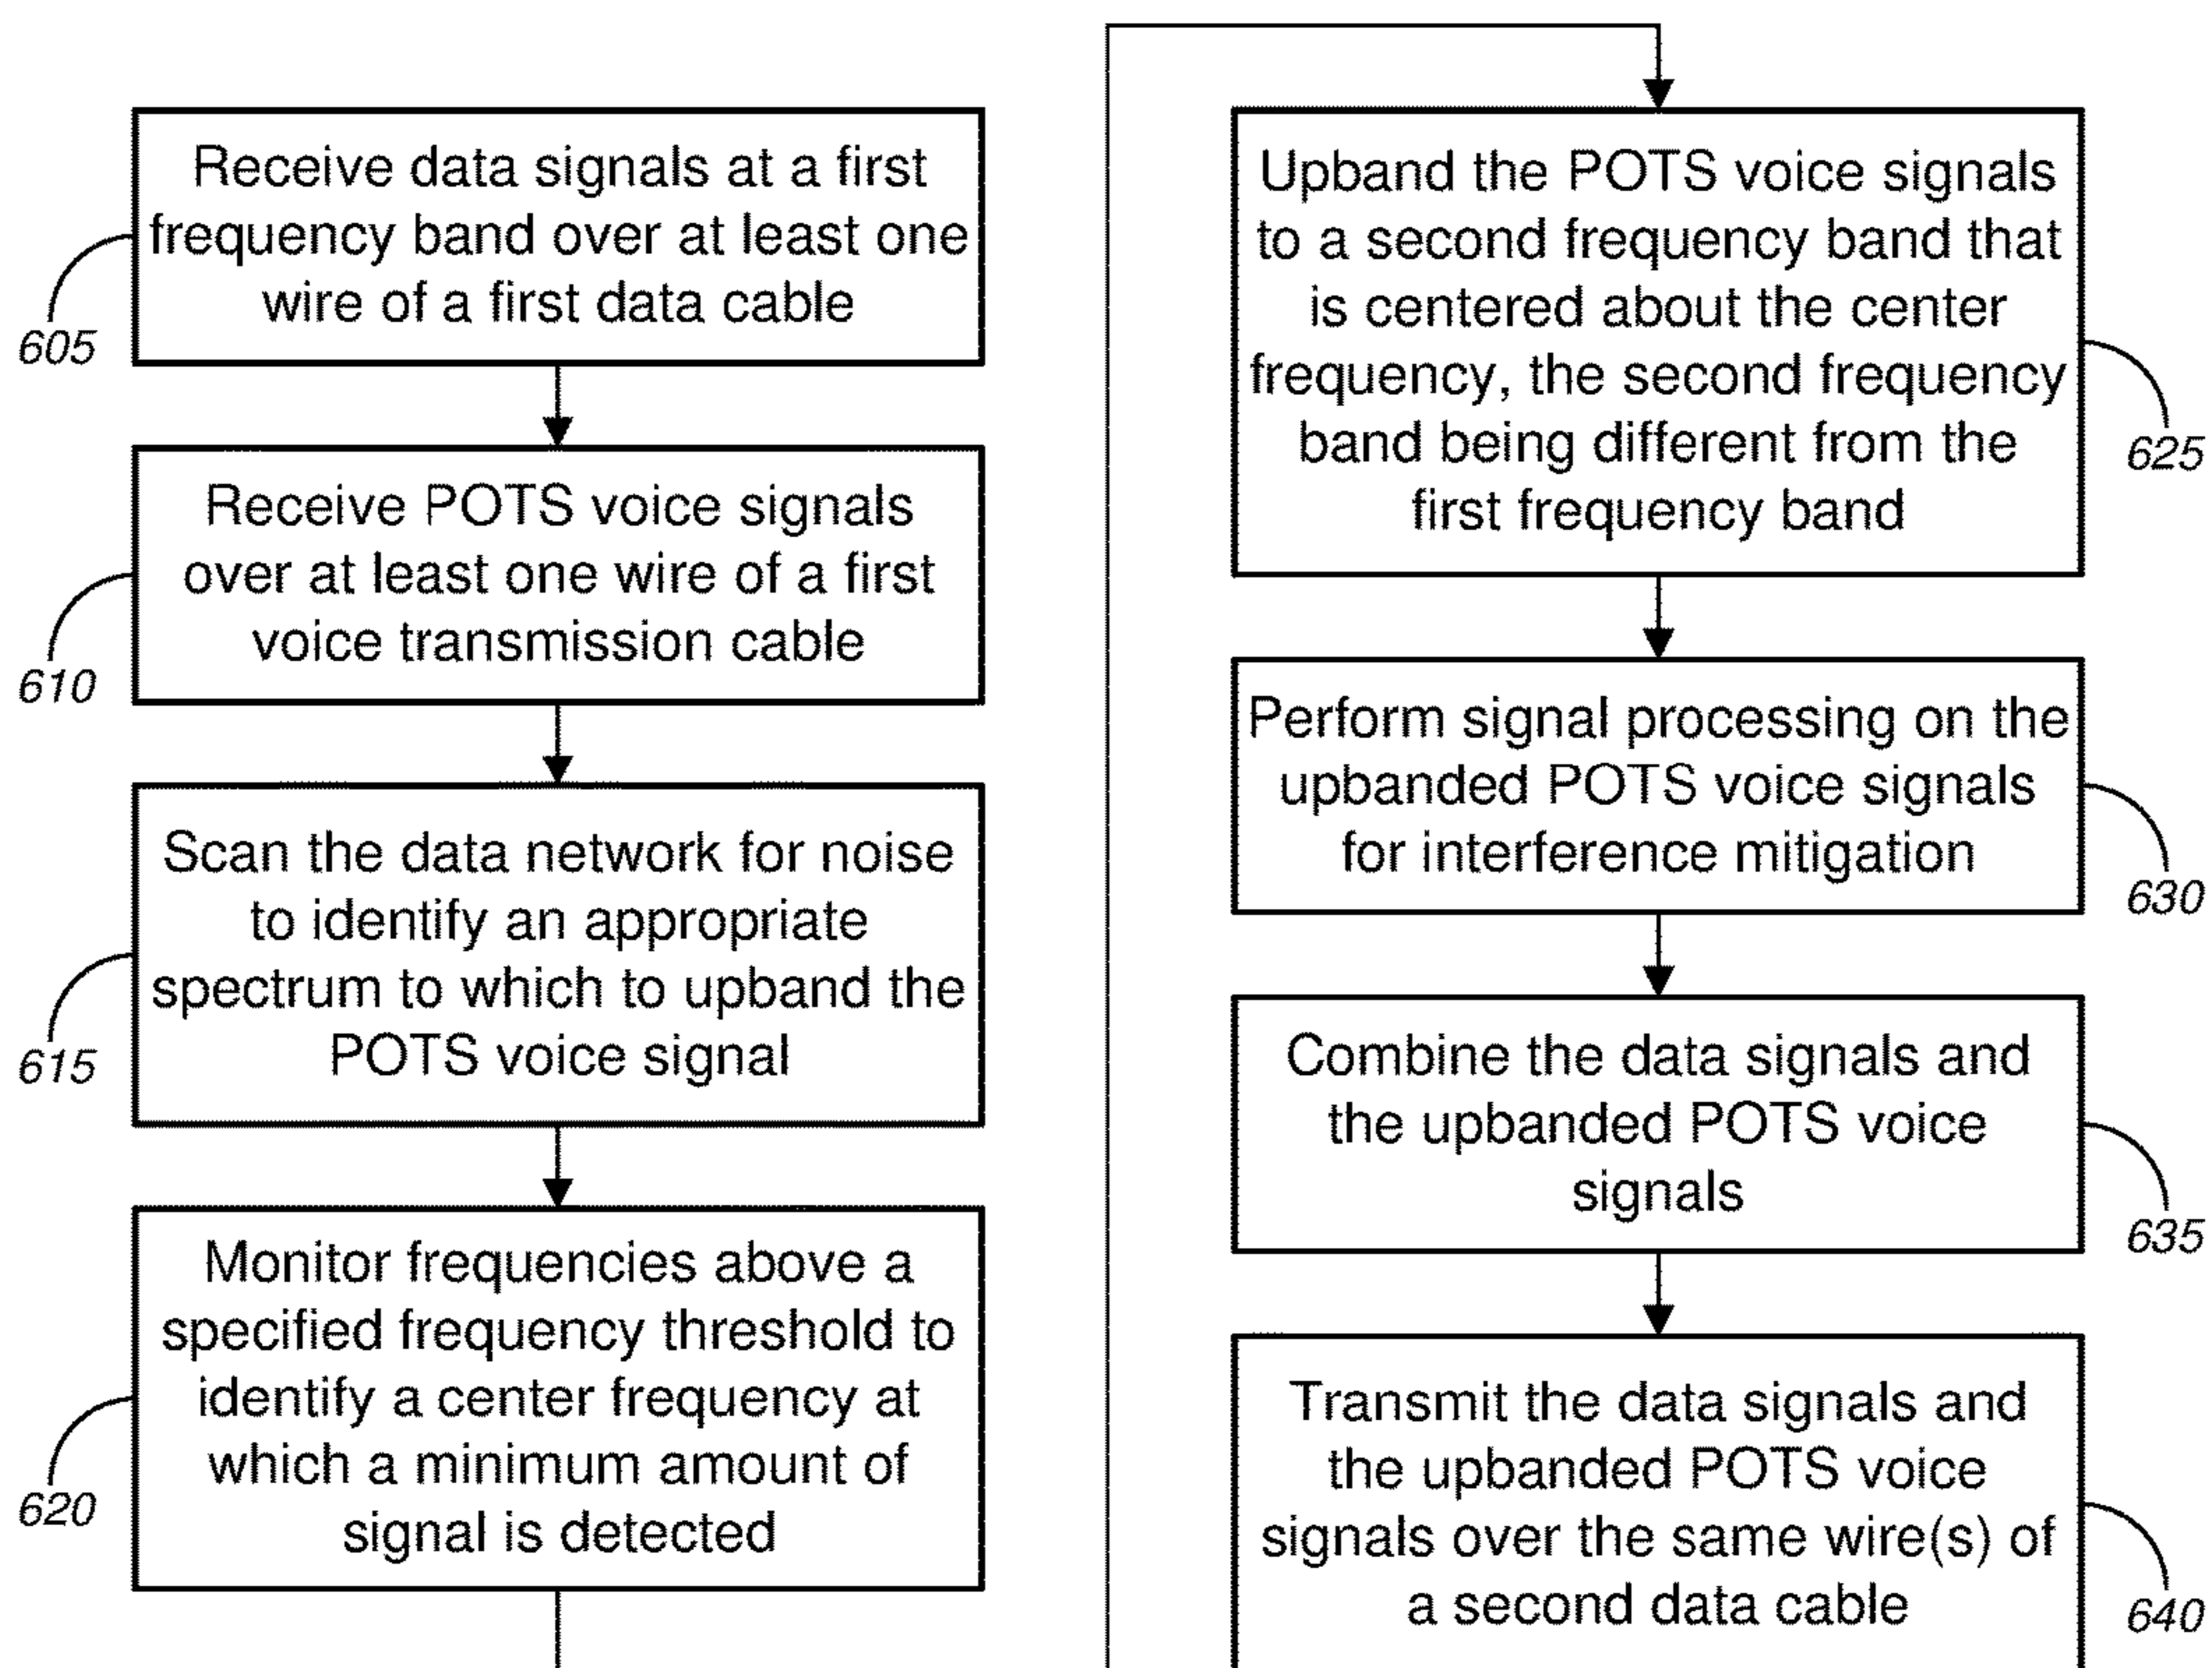 Receive data signals at a first
frequency band over at least one
wire of a first data cable
605
Receive POTS voice signals
over at least one wire of a first
voice transmission cable
610
Scan the data network for noise
to identify an appropriate
spectrum to which to upband the
POTS voice signal
615
Monitor frequencies above a
specified frequency threshold to
identify a center frequency at
which a minimum amount of
signal is detected
620
Upband the POTS voice signals
to a second frequency band that
is centered about the center
frequency, the second frequency
band being different from the
first frequency band
625
Perform signal processing on the
upbanded POTS voice signals
for interference mitigation
630
Combine the data signals and
the upbanded POTS voice
signals
635
Transmit the data signals and
the upbanded POTS voice
signals over the same wire(s) of
a second data cable
640